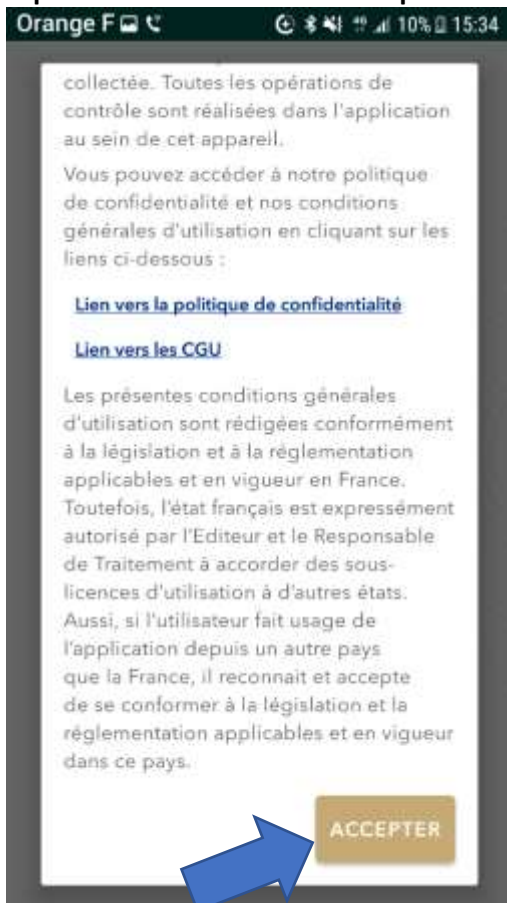 Orange F 10% 15:34
collectée. Toutes les opérations de
contrôle sont réalisées dans l'application
au sein de cet appareil.
Vous pouvez accéder à notre politique
de confidentialité et nos conditions
générales d'utilisation en cliquant sur les
liens ci-dessous :
Lien vers la politique de confidentialité
Lien vers les CGU
Les présentes conditions générales
d'utilisation sont rédigées conformément
à la législation et à la réglementation
applicables et en vigueur en France.
Toutefois, l'état français est expressément
autorisé par l'Editeur et le Responsable
de Traitement à accorder des sous-
licences d'utilisation à d'autres états.
Aussi, si l'utilisateur fait usage de
l'application depuis un autre pays
que la France, il reconnait et accepte
de se conformer à la législation et la
réglementation applicables et en vigueur
dans ce pays.
ACCEPTER